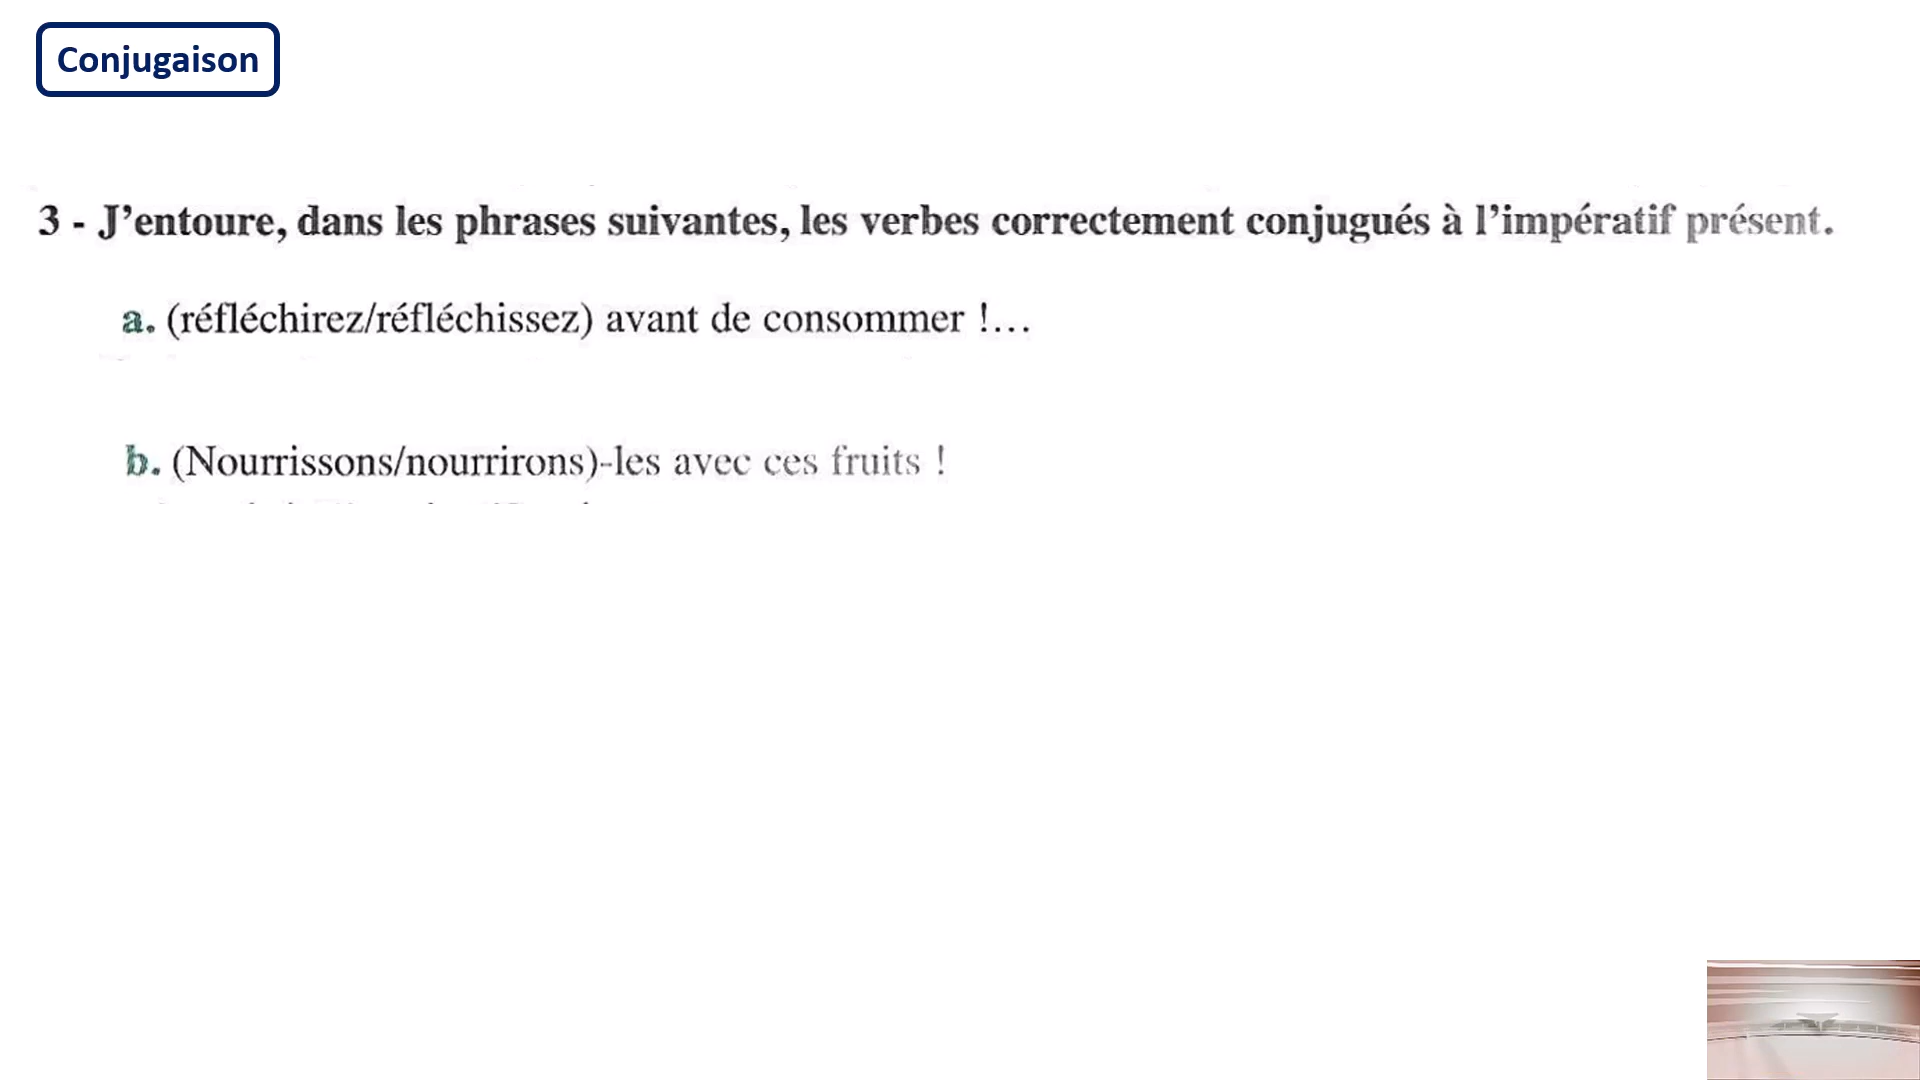 Conjugaison
3 - J'entoure, dans les phrases suivantes, les verbes correctement conjugués à l'impératif présent.
a. (réfléchirez/réfléchissez) avant de consommer !...
b. (Nourrissons/nourrirons)-les avec ces fruits !